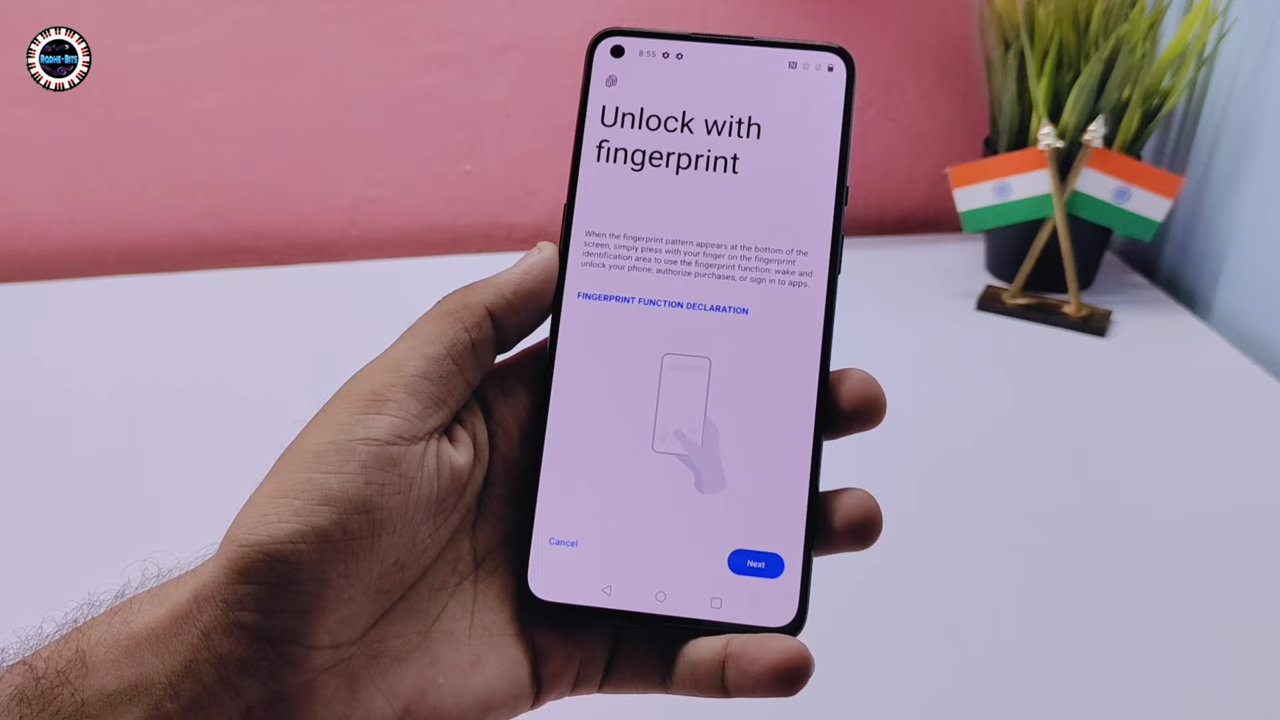 RODHE-BITS
8:55
Unlock with
fingerprint
When the fingerprint pattern appears at the bottom of the
screen, simply press with your finger on the fingerprint
identification area to use the fingerprint function: wake and
unlock your phone, authorize purchases, or sign in to apps.
FINGERPRINT FUNCTION DECLARATION
Cancel
Next